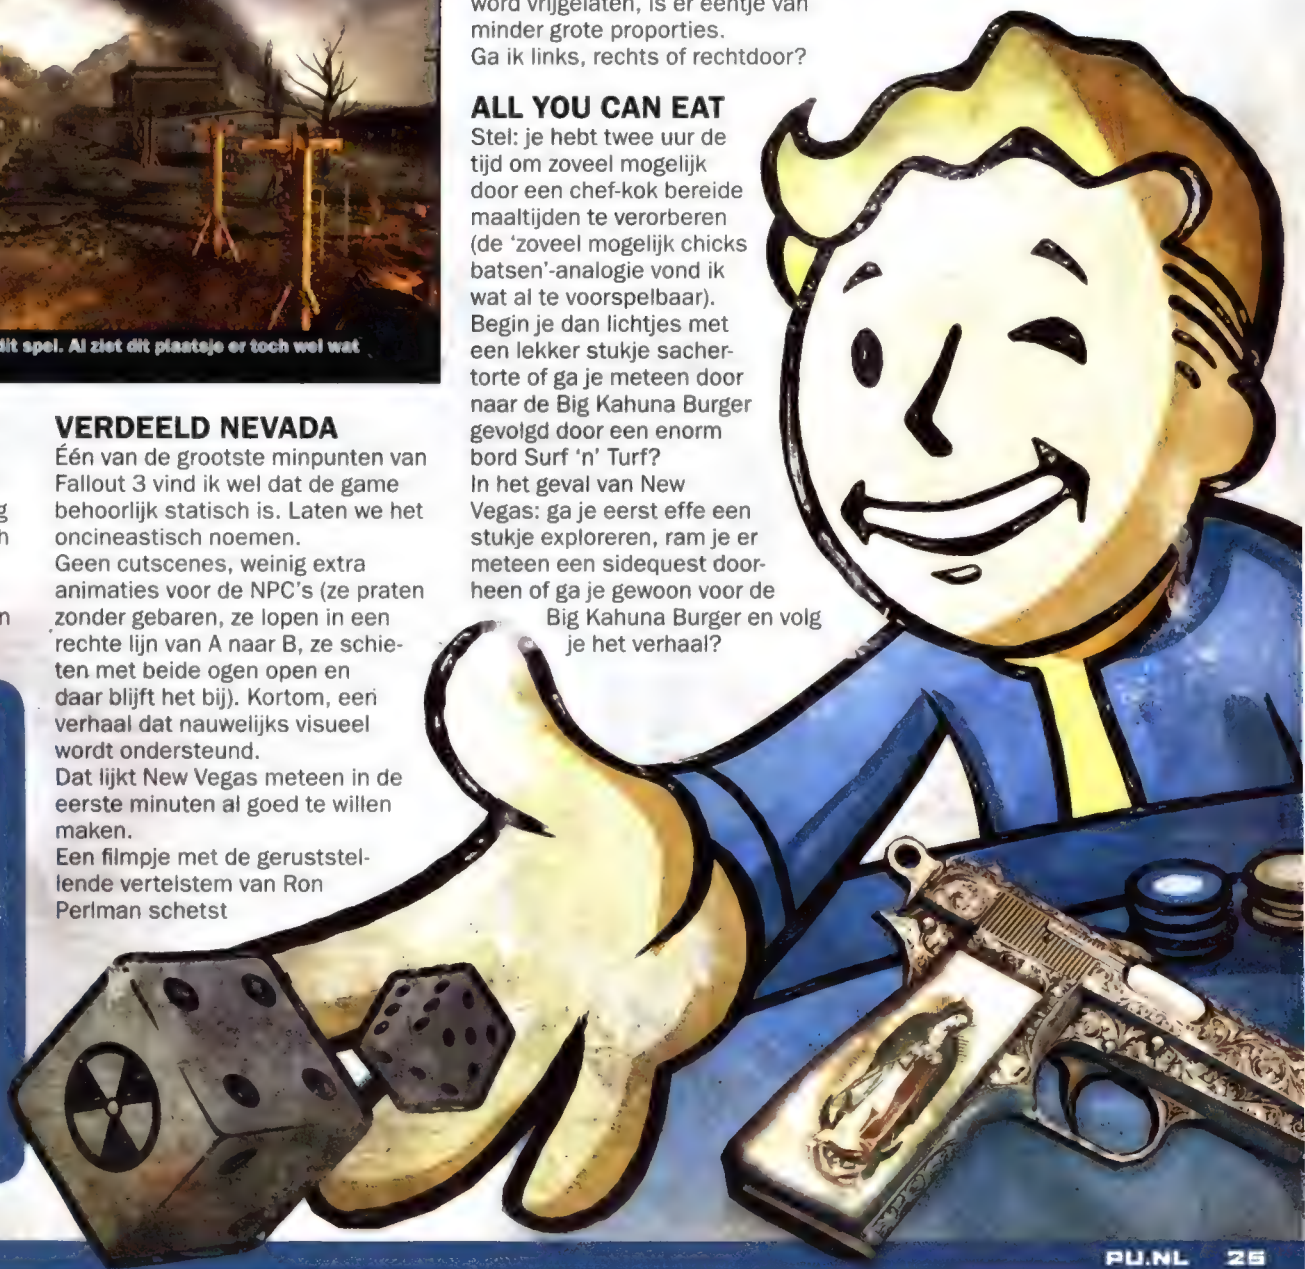 dit spel. Al ziet dit plaatsje er toch wel wat
g
h
n
VERDEELD NEVADA
Één van de grootste minpunten van
Fallout 3 vind ik wel dat de game
behoorlijk statisch is. Laten we het
oncineastisch noemen.
Geen cutscenes, weinig extra
animaties voor de NPC's (ze praten
zonder gebaren, ze lopen in een
rechte lijn van A naar B, ze schie-
ten met beide ogen open en
daar blijft het bij). Kortom, een
verhaal dat nauwelijks visueel
wordt ondersteund.
Dat lijkt New Vegas meteen in de
eerste minuten al goed te willen
maken.
Een filmpje met de geruststel-
lende vertelstem van Ron
Perlman schetst
word vrijgelaten, is er eentje van
minder grote proporties.
Ga ik links, rechts of rechtdoor?
ALL YOU CAN EAT
Stel: je hebt twee uur de
tijd om zoveel mogelijk
door een chef-kok bereide
maaltijden te verorberen
(de 'zoveel mogelijk chicks
batsen'-analogie vond ik
wat al te voorspelbaar).
Begin je dan lichtjes met
een lekker stukje sacher-
torte of ga je meteen door
naar de Big Kahuna Burger
gevolgd door een enorm
bord Surf 'n' Turf?
In het geval van New
Vegas: ga je eerst effe een
stukje exploreren, ram je er
meteen een sidequest door-
heen of ga je gewoon voor de
Big Kahuna Burger en volg
je het verhaal?
PU.NL 25